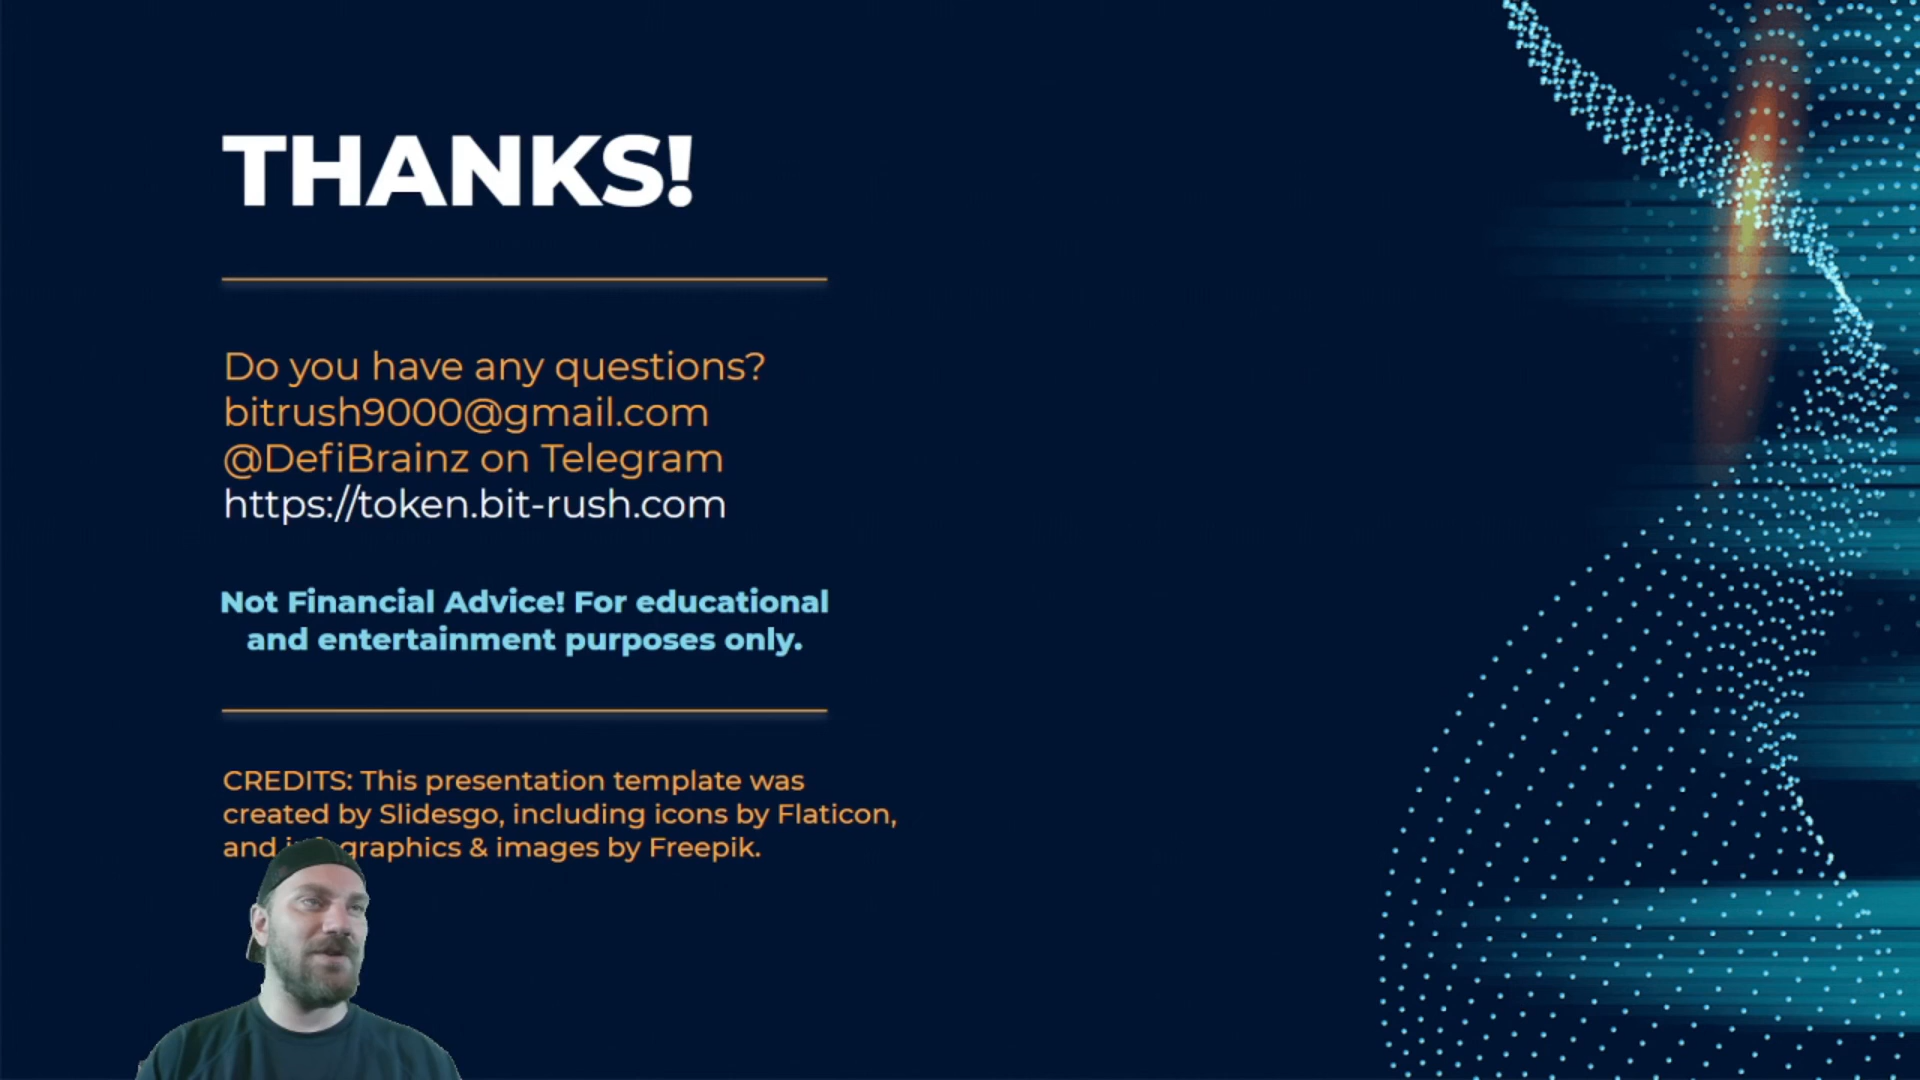 THANKS!
Do you have any questions?
bitrush9000@gmail.com
@DefiBrainz on Telegram
https://token.bit-rush.com
Not Financial Advice! For educational
and entertainment purposes only.
CREDITS: This presentation template was
created by Slidesgo, including icons by Flaticon,
and infographics & images by Freepik.